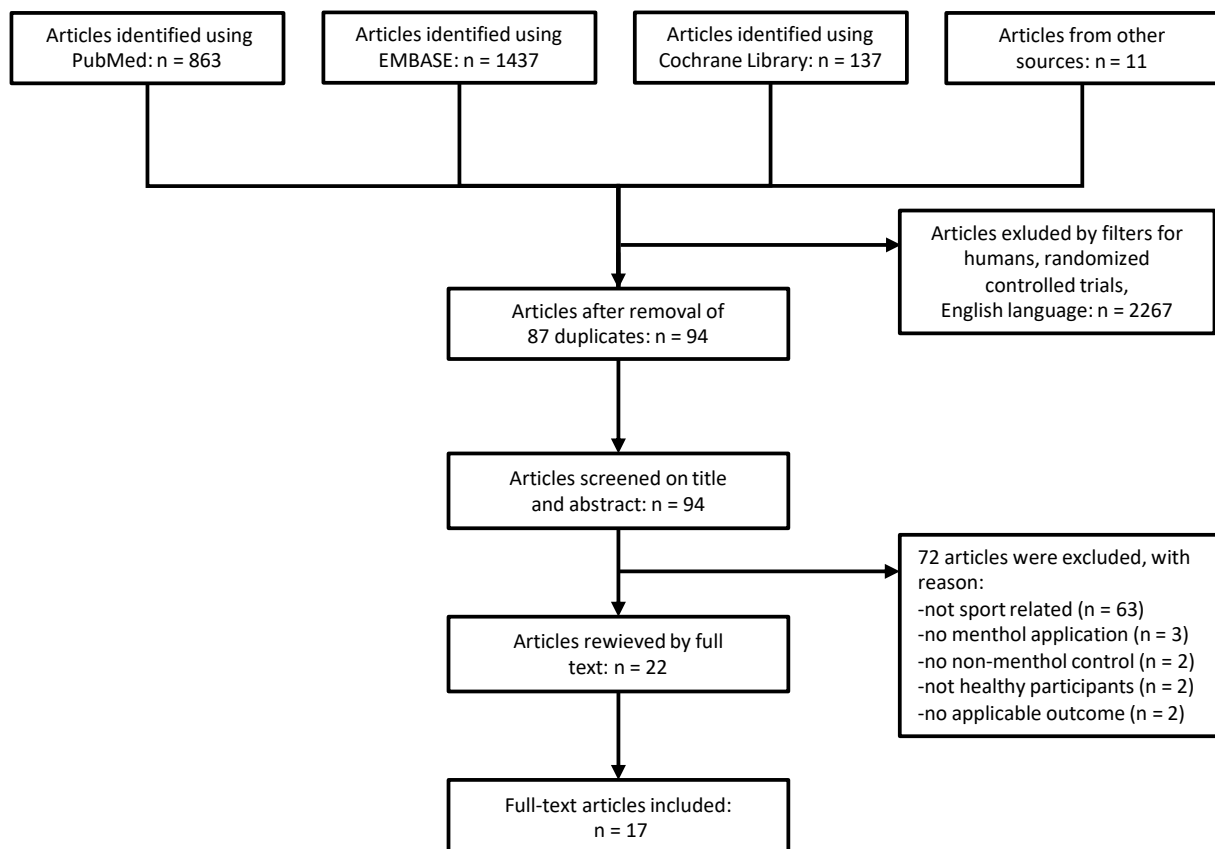 Articles identified using
PubMed: n = 863
Articles identified using
EMBASE: n = 1437
Articles identified using
Cochrane Library: n = 137
Articles from other
sources: n = 11
Articles exluded by filters for
humans, randomized
controlled trials,
English language: n = 2267
Articles after removal of
87 duplicates: n = 94
Articles screened on title
and abstract: n = 94
72 articles were excluded, with
reason:
-not sport related (n = 63)
-no menthol application (n = 3)
-no non-menthol control (n = 2)
-not healthy participants (n = 2)
-no applicable outcome (n = 2)
Articles rewieved by full
text: n = 22
Full-text articles included:
n = 17